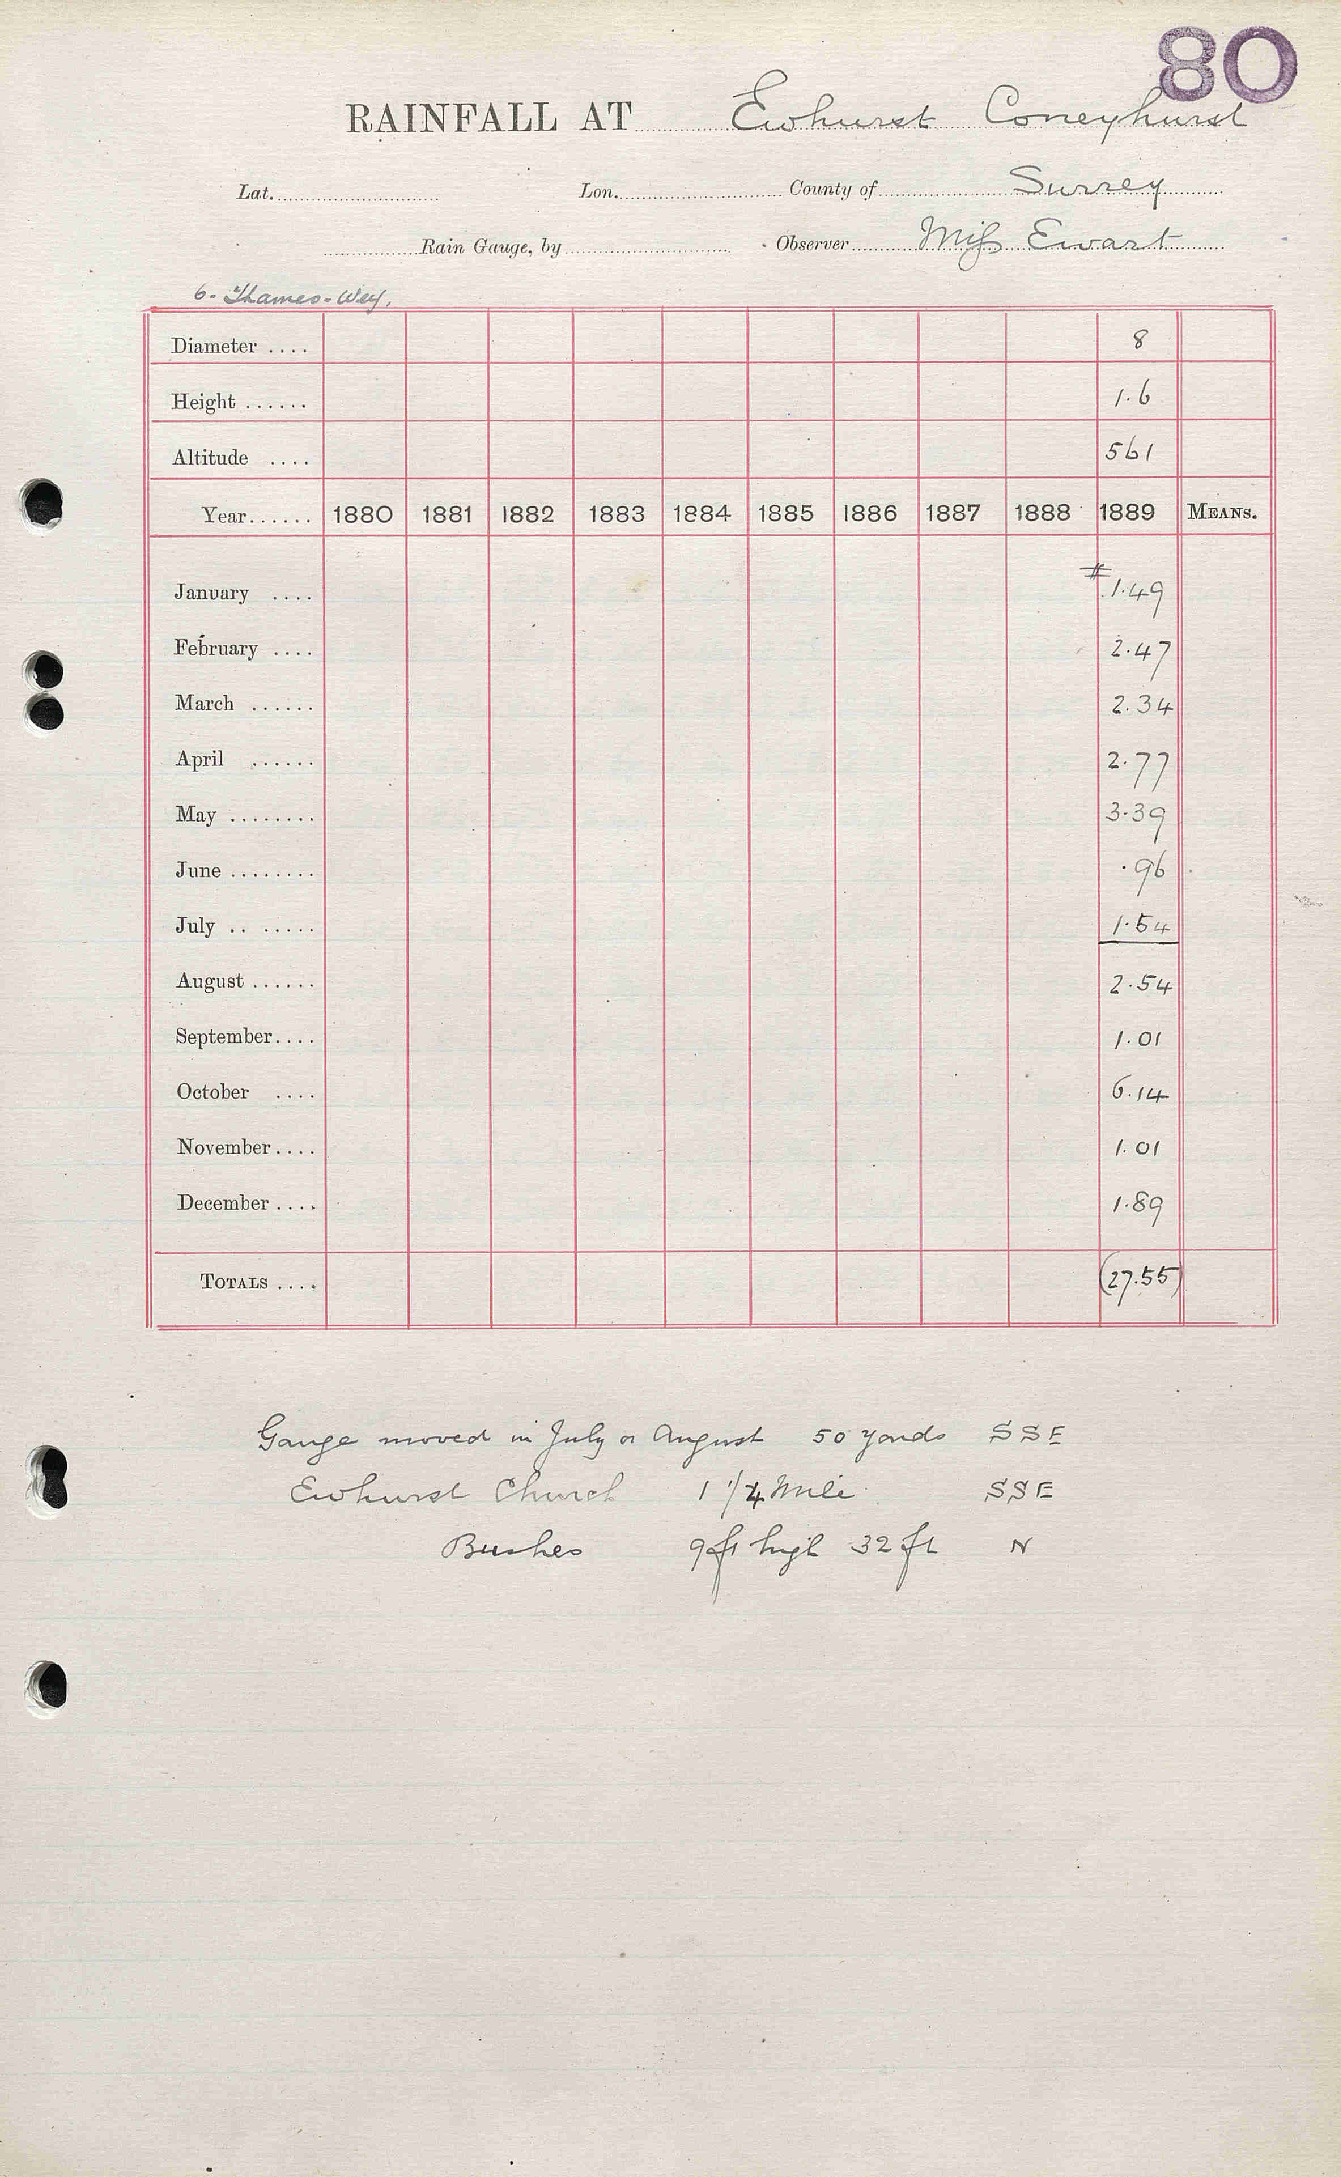 80
RAINFALL AT Ewhurst Coneyhurst
Lat. Lon. County of Surrey
Rain Gauge, by Observer Miss Ewart
6. Thames-Wey.
Diameter .... 8
Height ...... 1.6
Altitude .... 561
Year...... 1880 1881 1882 1883 1884 1885 1886 1887 1888 1889 MEANS.
January .... # 1.49
February .... 2.47
March ...... 2.34
April ...... 2.77
May ........ 3.39
June ........ .96
July .. ...... 1.54
August ...... 2.54
September.... 1.01
October .... 6.14
November.... 1.01
December .... 1.89
TOTALS .... (27.55)
Gauge moved in July or August 50 yards SSE
Ewhurst Church 1 1/4 Mile SSE
Bushes 9ft high 32 ft N